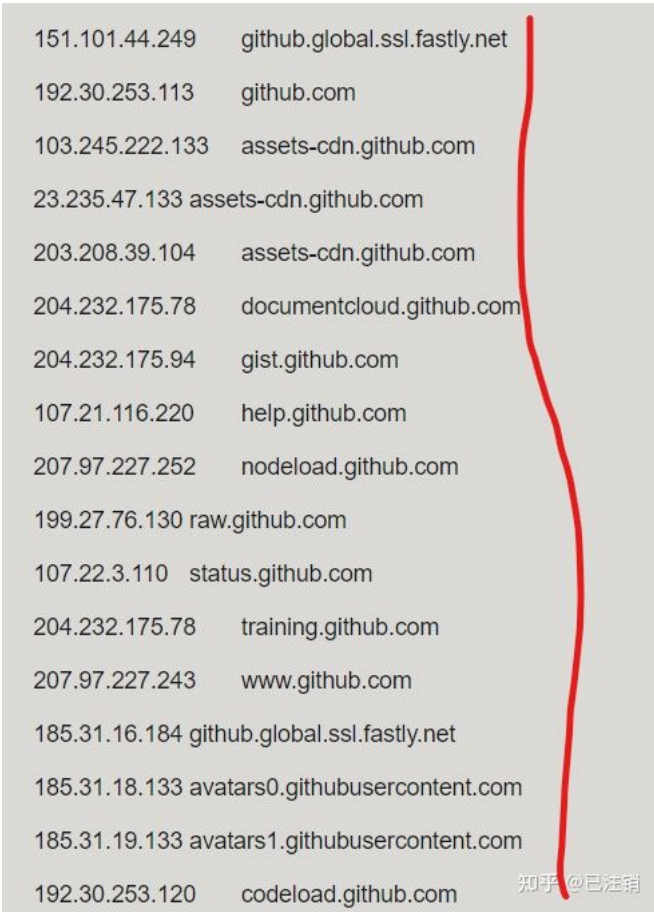 151.101.44.249 github.global.ssl.fastly.net
192.30.253.113 github.com
103.245.222.133 assets-cdn.github.com
23.235.47.133 assets-cdn.github.com
203.208.39.104 assets-cdn.github.com
204.232.175.78 documentcloud.github.com
204.232.175.94 gist.github.com
107.21.116.220 help.github.com
207.97.227.252 nodeload.github.com
199.27.76.130 raw.github.com
107.22.3.110 status.github.com
204.232.175.78 training.github.com
207.97.227.243 www.github.com
185.31.16.184 github.global.ssl.fastly.net
185.31.18.133 avatars0.githubusercontent.com
185.31.19.133 avatars1.githubusercontent.com
192.30.253.120 codeload.github.com
知乎 @已注销